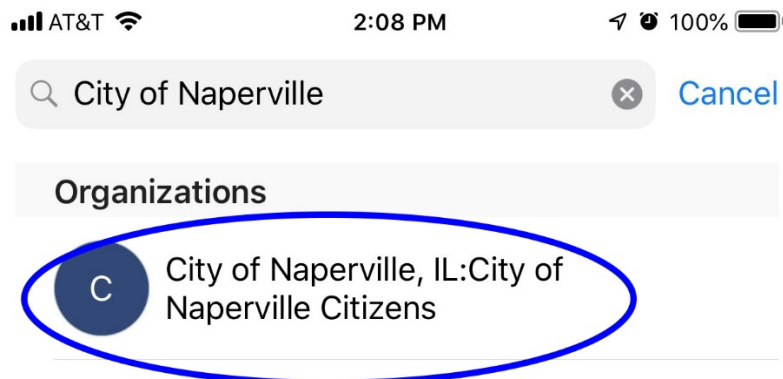 AT&T 2:08 PM 100%
City of Naperville Cancel
Organizations
C
City of Naperville, IL:City of
Naperville Citizens